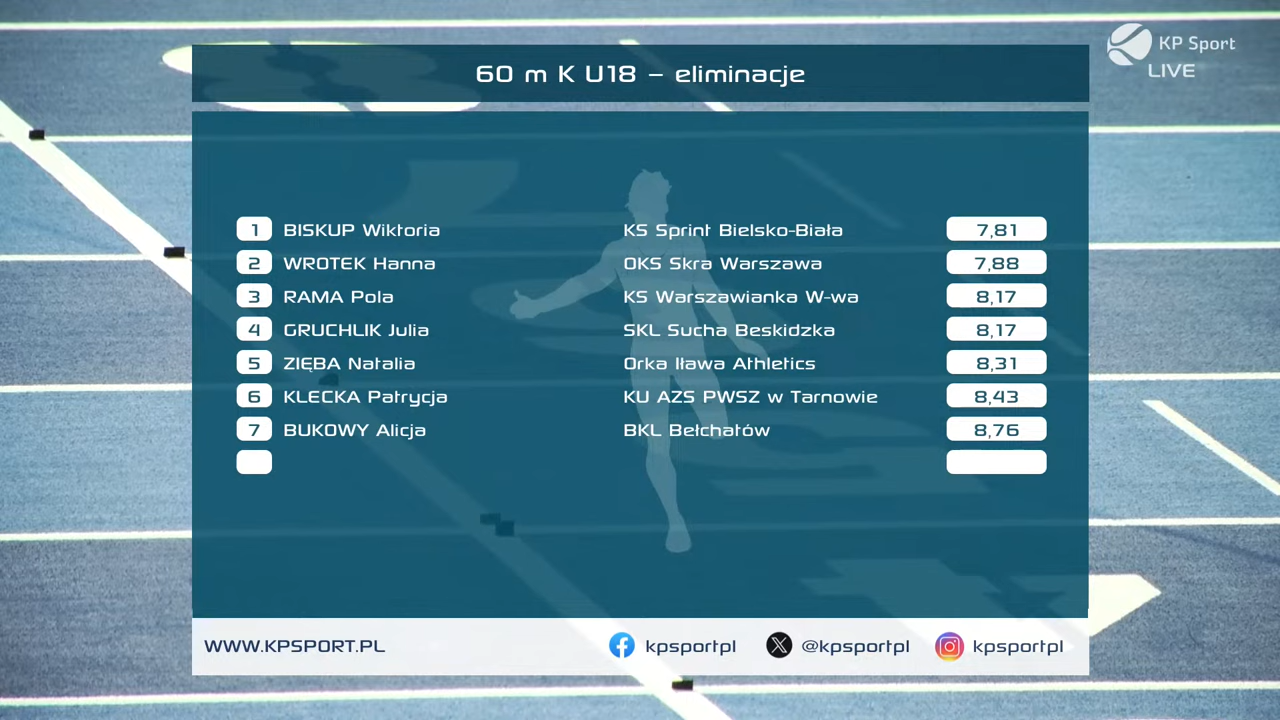 KP Sport
LIVE
60 m K U18 – eliminacje
1 BISKUP Wiktoria KS Sprint Bielsko-Biała 7,81
2 WROTEK Hanna OKS Skra Warszawa 7,88
3 RAMA Pola KS Warszawianka W-wa 8,17
4 GRUCHLIK Julia SKL Sucha Beskidzka 8,17
5 ZIĘBA Natalia Orka Iława Athletics 8,31
6 KLECKA Patrycja KU AZS PWSZ w Tarnowie 8,43
7 BUKOWY Alicja BKL Bełchatów 8,76
WWW.KPSPORT.PL kpsportpl @kpsportpl kpsportpl